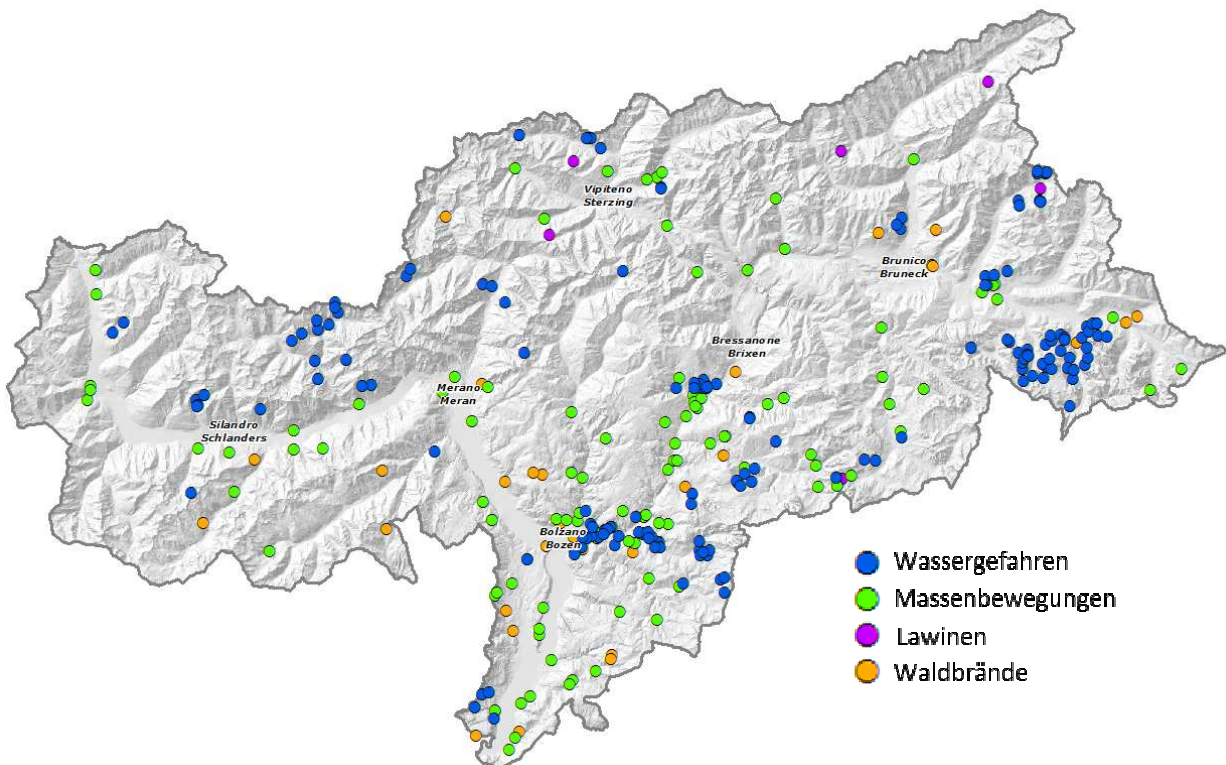 Vipiteno
Sterzing
Brunico
Bruneck
Bressanone
Brixen
Merano
Meran
Silandro
Schlanders
Bolzano
Bozen
Wassergefahren
Massenbewegungen
Lawinen
Waldbrände